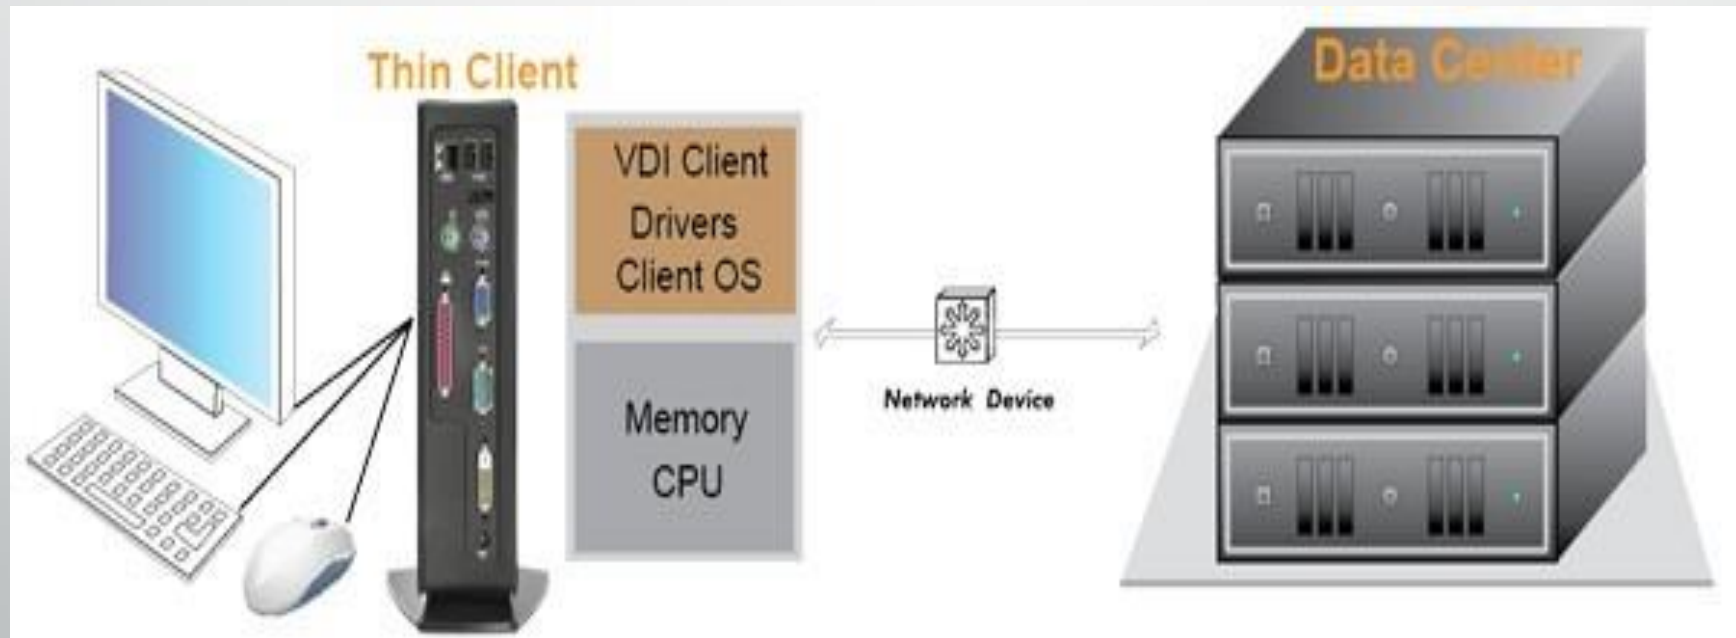 Thin Client
VDI Client
Drivers
Client OS
Memory
CPU
Network Device
Data Center